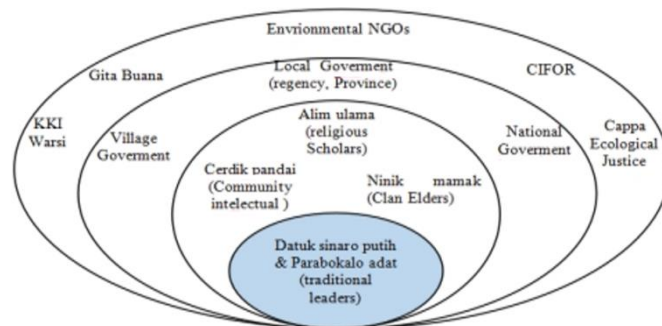 Envrionmental NGOs
Gita Buana
CIFOR
KKI
Warsi
Cappa
Ecological
Justice
Local Goverment
(regency, Province)
Village
Goverment
National
Goverment
Alim ulama
(religious
Scholars)
Cerdik pandai
(Community
intelectual )
Ninik mamak
(Clan Elders)
Datuk sinaro putih
& Parabokalo adat
(traditional
leaders)